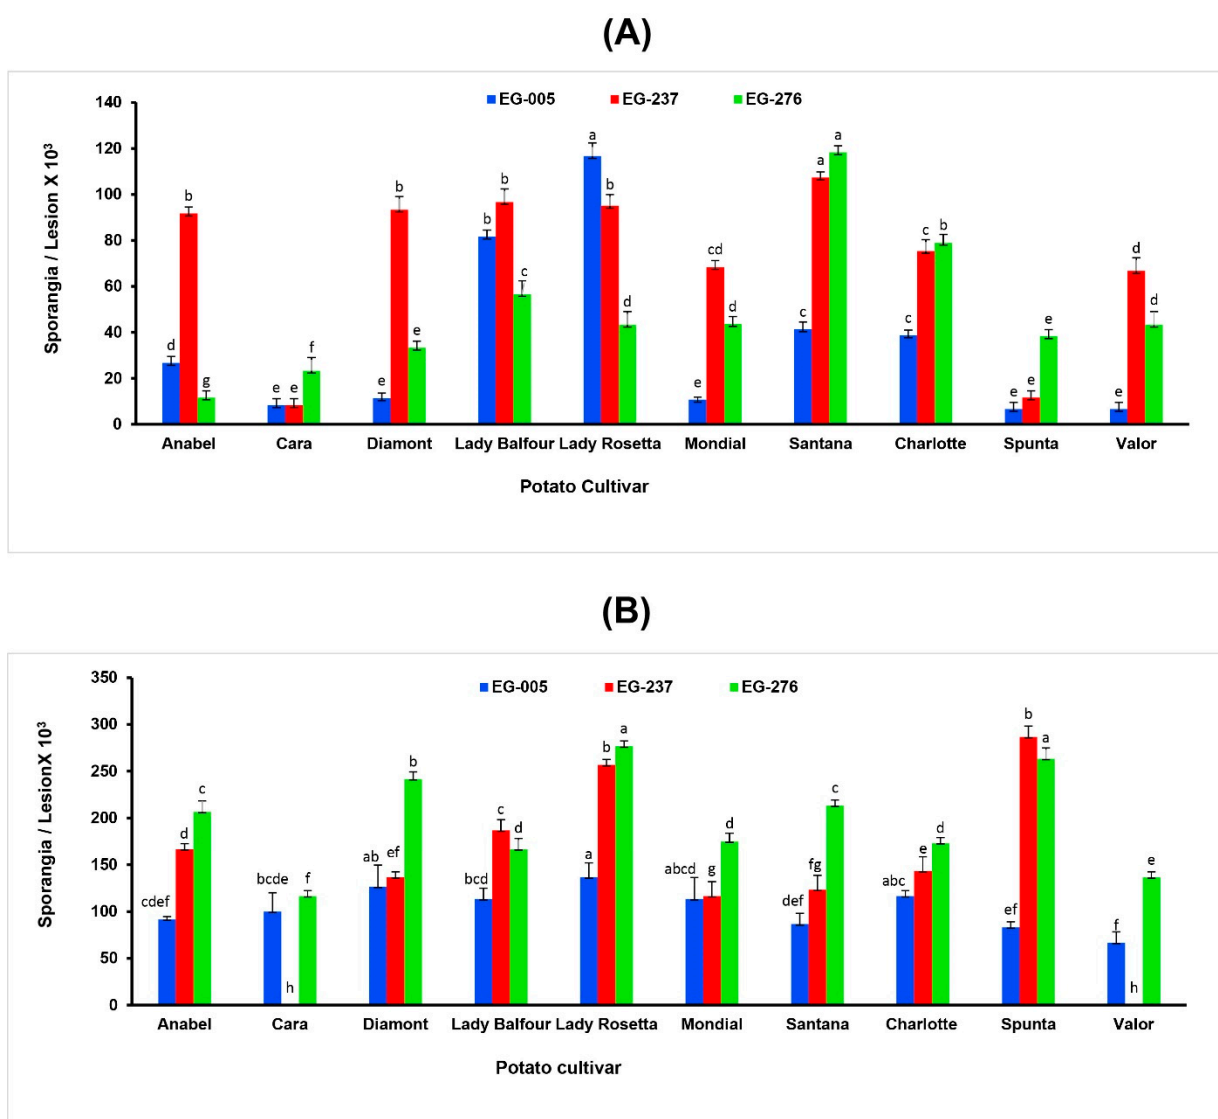 (A)
Sporangia / Lesion X 10³
EG-005 EG-237 EG-276
140
120
100
80
60
40
20
0
d b g
e e f
e b e
b b c
a b d
e cd d
c a a
c c b
e e e
e d d
Anabel Cara Diamont Lady Balfour Lady Rosetta Mondial Santana Charlotte Spunta Valor
Potato Cultivar
(B)
Sporangia / LesionX 10³
EG-005 EG-237 EG-276
350
300
250
200
150
100
50
0
cdef d c
bcde h f
ab ef b
bcd c d
a b a
abcd g d
def fg c
abc e d
ef b a
f h e
Anabel Cara Diamont Lady Balfour Lady Rosetta Mondial Santana Charlotte Spunta Valor
Potato cultivar